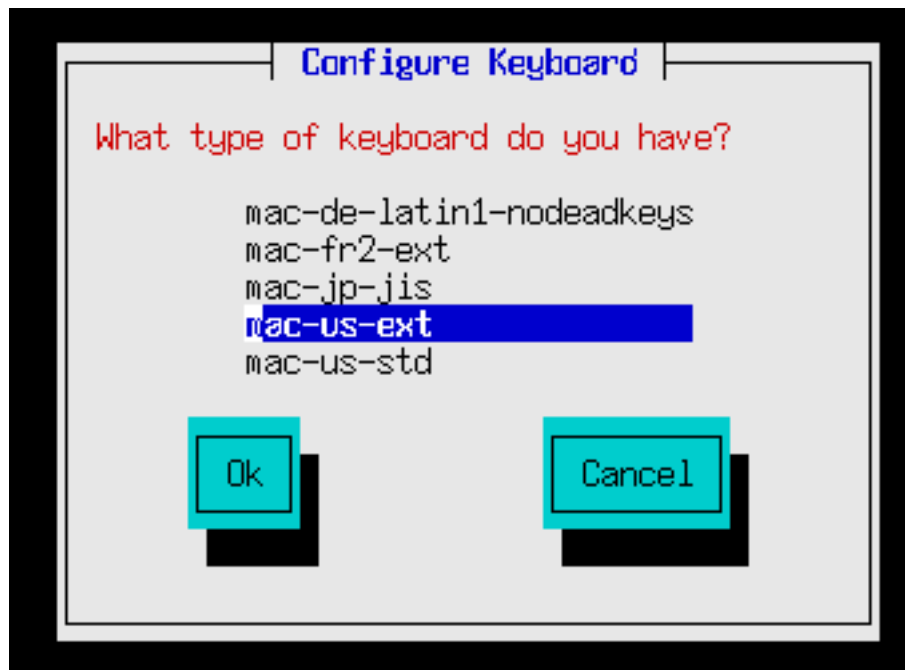 Configure Keyboard
What type of keyboard do you have?
mac-de-latin1-nodeadkeys
mac-fr2-ext
mac-jp-jis
mac-us-ext
mac-us-std
Ok
Cancel